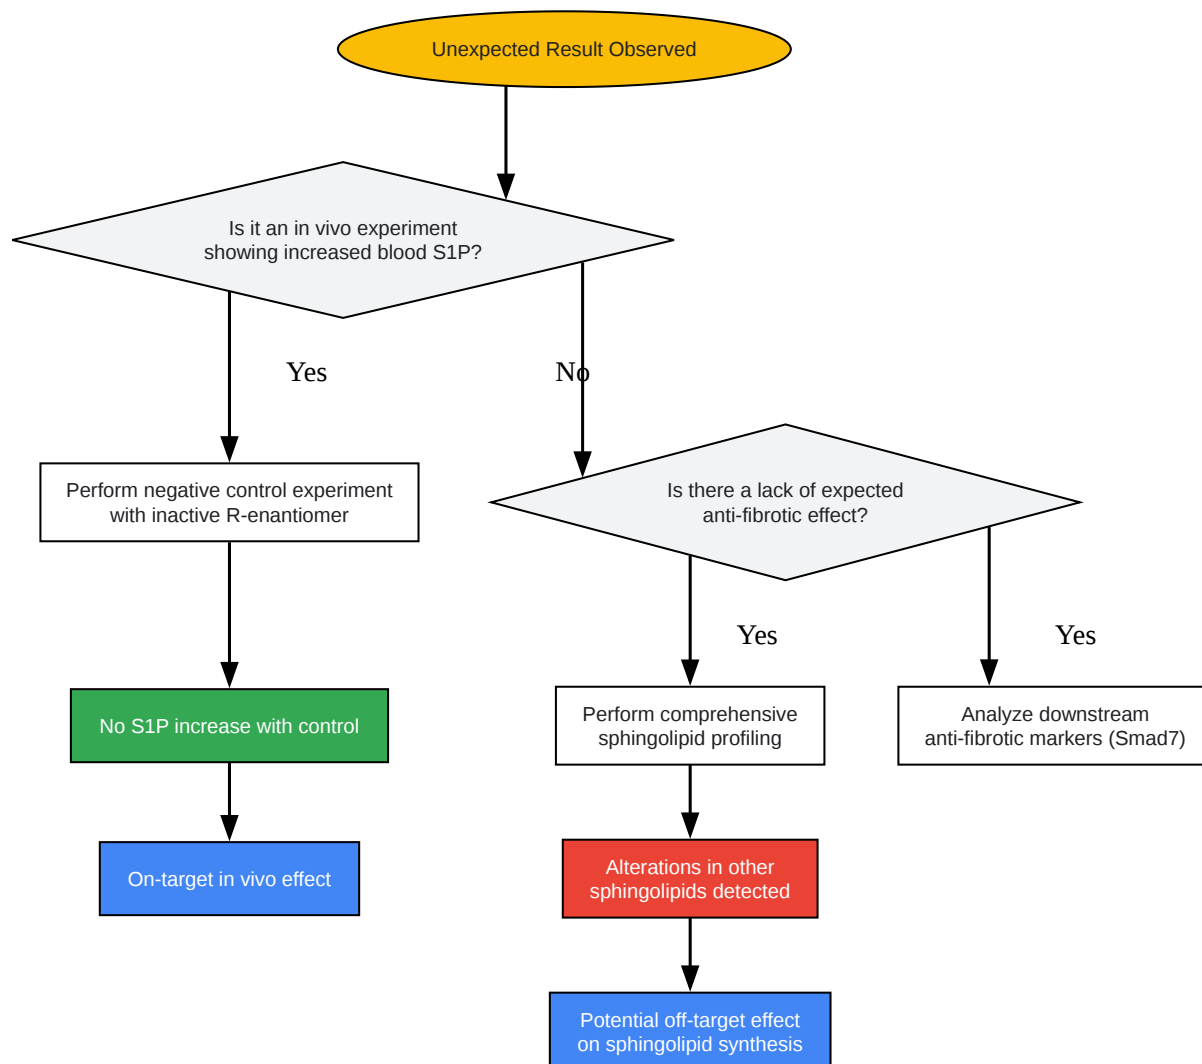 Unexpected Result Observed
Is it an in vivo experiment
showing increased blood S1P?
Yes
No
Perform negative control experiment
with inactive R-enantiomer
Is there a lack of expected
anti-fibrotic effect?
Yes
Yes
No S1P increase with control
Perform comprehensive
sphingolipid profiling
Analyze downstream
anti-fibrotic markers (Smad7)
On-target in vivo effect
Alterations in other
sphingolipids detected
Potential off-target effect
on sphingolipid synthesis